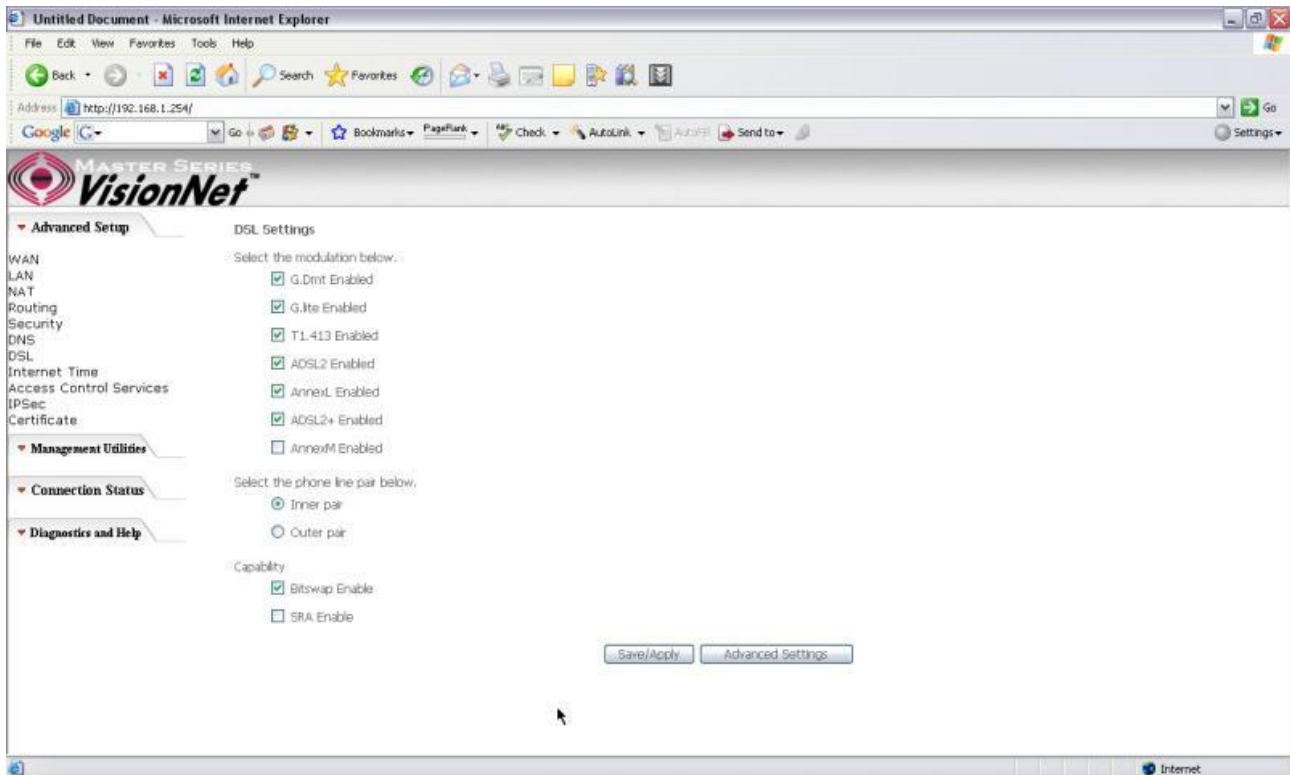 Untitled Document - Microsoft Internet Explorer
File Edit View Favorites Tools Help
Back Search Favorites
Address http://192.168.1.254/ Go
Google G Go Bookmarks PageRank Check AutoLink AutoFill Send to Settings
MASTER SERIES
VisionNet™
Advanced Setup
WAN
LAN
NAT
Routing
Security
DNS
DSL
Internet Time
Access Control Services
IPSec
Certificate
Management Utilities
Connection Status
Diagnostics and Help
DSL Settings
Select the modulation below.
G.Dmt Enabled
G.lite Enabled
T1.413 Enabled
ADSL2 Enabled
AnnexL Enabled
ADSL2+ Enabled
AnnexM Enabled
Select the phone line pair below.
Inner pair
Outer pair
Capability
Bitswap Enable
SRA Enable
Save/Apply Advanced Settings
Internet